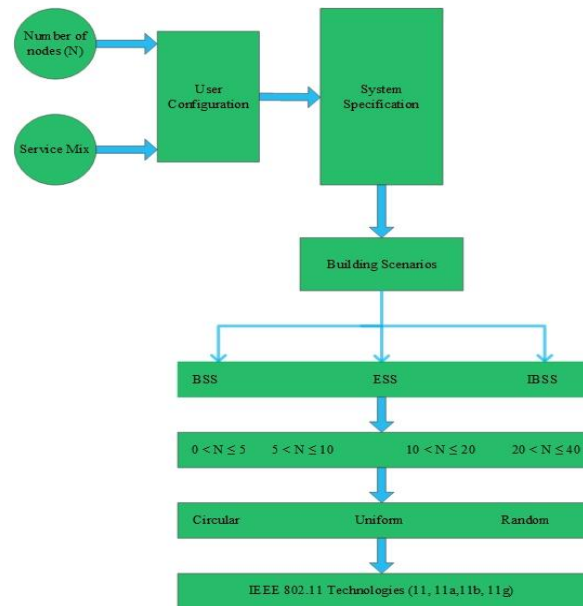 Number of
nodes (N)
User
Configuration
System
Specification
Service Mix
Building Scenarios
BSS ESS IBSS
0 < N ≤ 5 5 < N ≤ 10 10 < N ≤ 20 20 < N ≤ 40
Circular Uniform Random
IEEE 802.11 Technologies (11, 11a,11b, 11g)